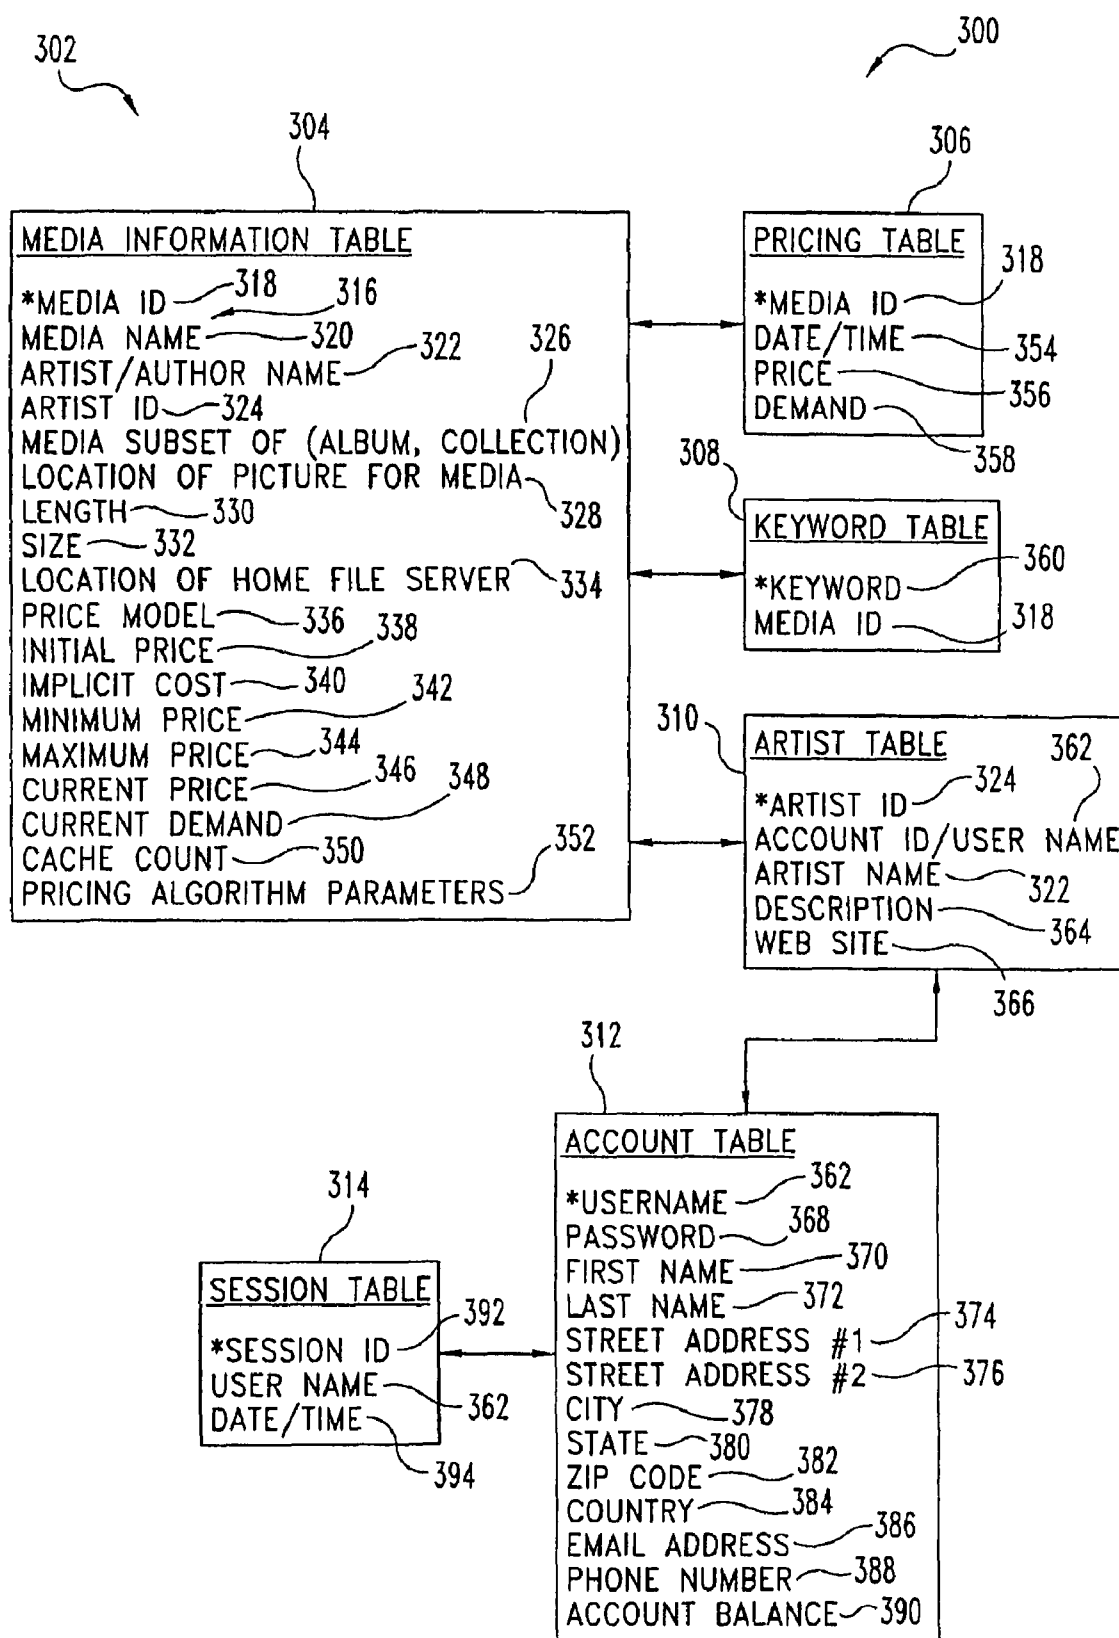 302
300
304
MEDIA INFORMATION TABLE
*MEDIA ID 318
316
MEDIA NAME 320
ARTIST/AUTHOR NAME 322
326
ARTIST ID 324
MEDIA SUBSET OF (ALBUM, COLLECTION)
LOCATION OF PICTURE FOR MEDIA 328
LENGTH 330
SIZE 332
LOCATION OF HOME FILE SERVER 334
PRICE MODEL 336
INITIAL PRICE 338
IMPLICIT COST 340
MINIMUM PRICE 342
MAXIMUM PRICE 344
CURRENT PRICE 346
CURRENT DEMAND 348
CACHE COUNT 350
PRICING ALGORITHM PARAMETERS 352
306
PRICING TABLE
*MEDIA ID 318
DATE/TIME 354
PRICE 356
DEMAND 358
308
KEYWORD TABLE
*KEYWORD 360
MEDIA ID 318
310
ARTIST TABLE
362
*ARTIST ID 324
ACCOUNT ID/USER NAME
ARTIST NAME 322
DESCRIPTION 364
WEB SITE 366
312
ACCOUNT TABLE
*USERNAME 362
PASSWORD 368
FIRST NAME 370
LAST NAME 372
STREET ADDRESS #1 374
STREET ADDRESS #2 376
CITY 378
STATE 380
ZIP CODE 382
COUNTRY 384
EMAIL ADDRESS 386
PHONE NUMBER 388
ACCOUNT BALANCE 390
314
SESSION TABLE
*SESSION ID 392
USER NAME 362
DATE/TIME 394